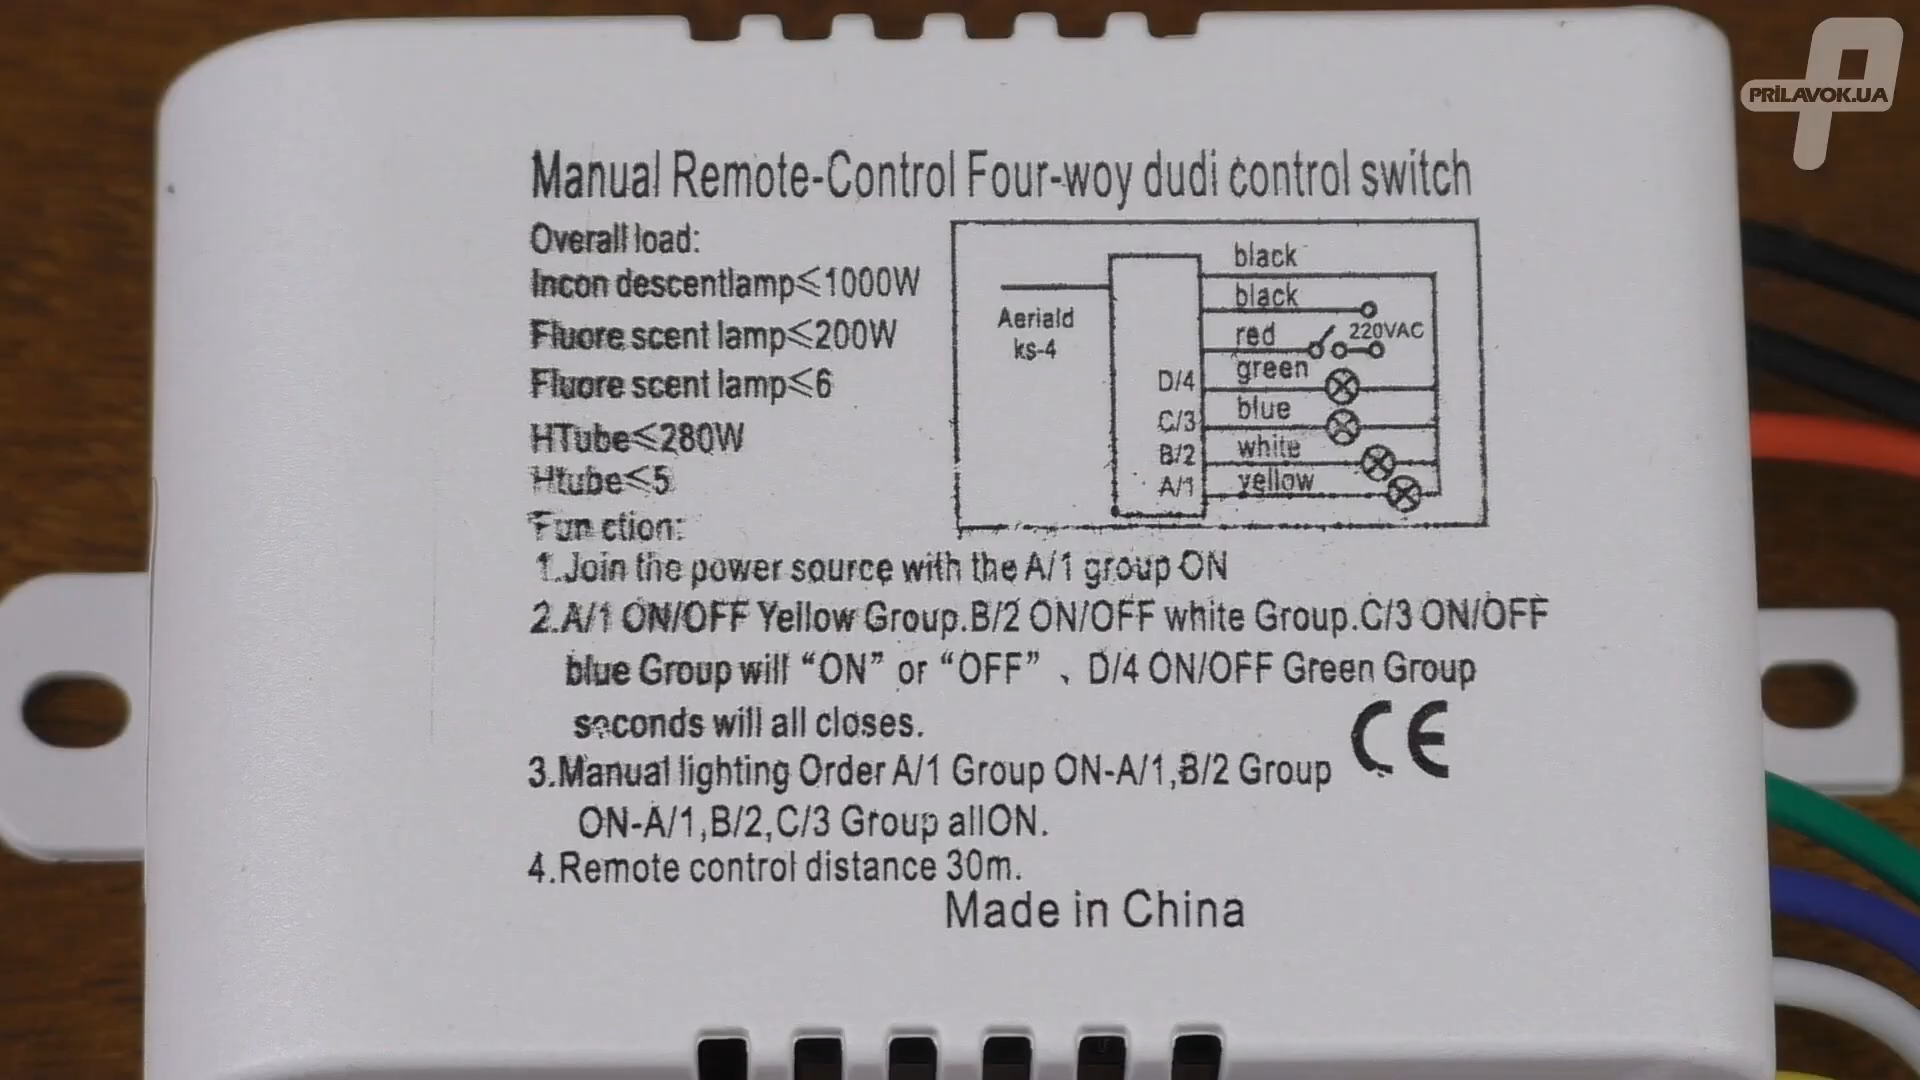 PRILAVOK.UA
Manual Remote-Control Four-woy dudi control switch
Overall load:
Incon descentlamp≤1000W
Fluore scent lamp≤200W
Fluore scent lamp≤6
HTube≤280W
Htube≤5
black
black
red
220VAC
green
blue
white
yellow
Aeriald
ks-4
D/4
C/3
B/2
A/1
Fun ction:
1.Join the power source with the A/1 group ON
2.A/1 ON/OFF Yellow Group.B/2 ON/OFF white Group.C/3 ON/OFF
blue Group will “ON” or “OFF” 、D/4 ON/OFF Green Group
seconds will all closes.
3.Manual lighting Order A/1 Group ON-A/1,B/2 Group
ON-A/1,B/2,C/3 Group allON.
CE
4.Remote control distance 30m.
Made in China